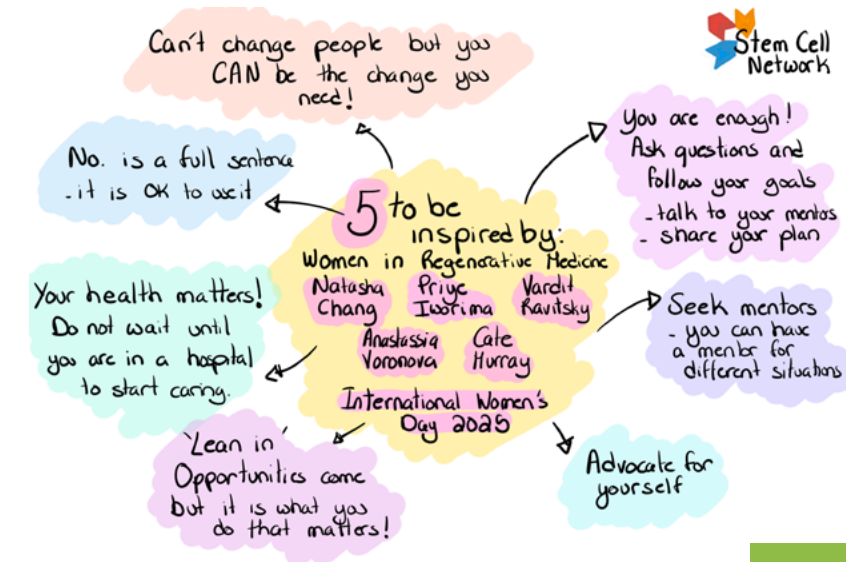 Stem Cell
Network
Can't change people but you
CAN be the change you
need!
No. is a full sentence
- it is OK to use it
You are enough!
Ask questions and
follow your goals
- talk to your mentors
- share your plan
5 to be
inspired by:
Women in Regenerative Medicine
Natasha Chang
Priye Iworima
Vardit Ravitsky
Anastassia Voronova
Cate Murray
International Women's
Day 2025
Your health matters!
Do not wait until
you are in a hospital
to start caring.
Seek mentors
- you can have
a mentor for
different situations
'Lean in'
Opportunities come
but it is what you
do that matters!
Advocate for
yourself